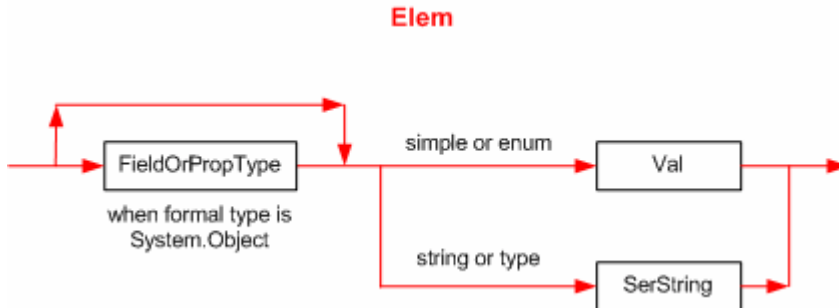 Elem
FieldOrPropType
simple or enum
Val
when formal type is
System.Object
string or type
SerString